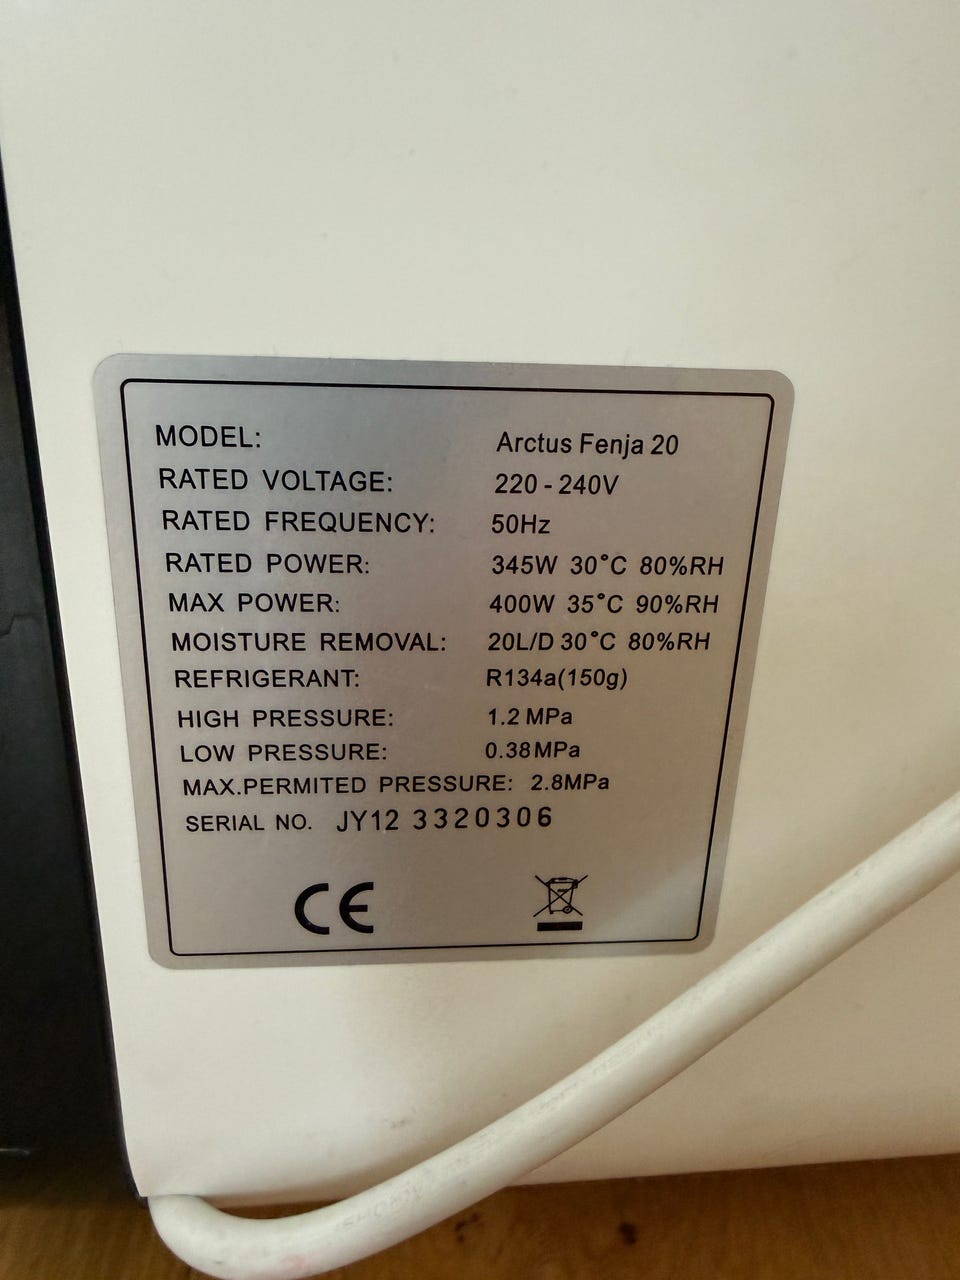 MODEL: Arctus Fenja 20
RATED VOLTAGE: 220 - 240V
RATED FREQUENCY: 50Hz
RATED POWER: 345W 30°C 80%RH
MAX POWER: 400W 35°C 90%RH
MOISTURE REMOVAL: 20L/D 30°C 80%RH
REFRIGERANT: R134a(150g)
HIGH PRESSURE: 1.2 MPa
LOW PRESSURE: 0.38MPa
MAX.PERMITED PRESSURE: 2.8MPa
SERIAL NO. JY12 3320306
CE